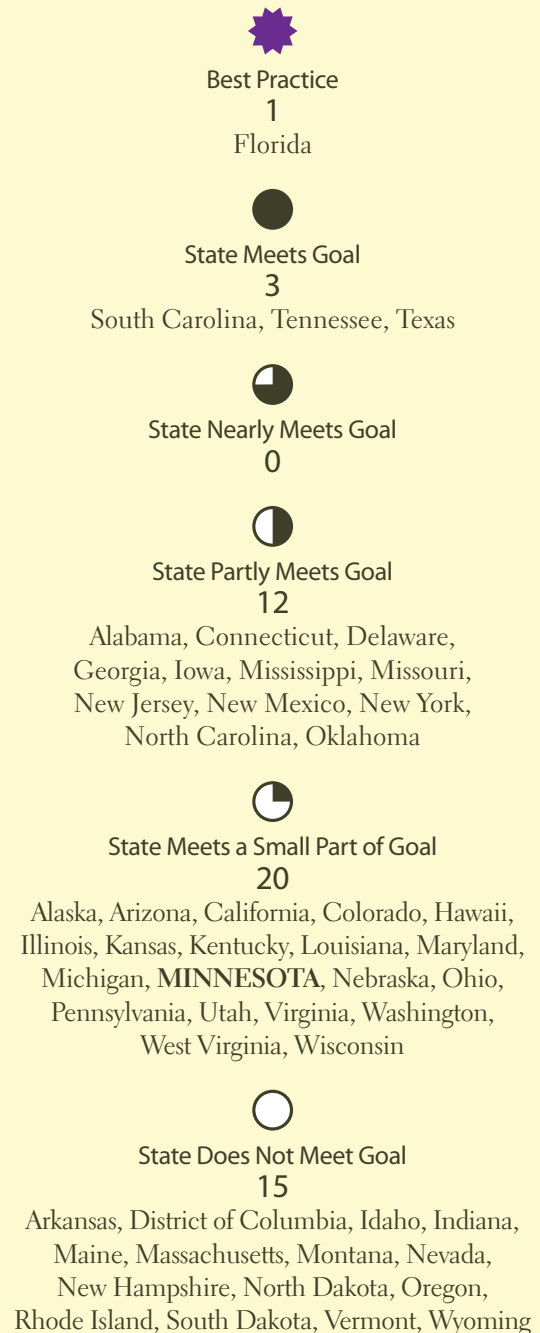 Best Practice
1
Florida
State Meets Goal
3
South Carolina, Tennessee, Texas
State Nearly Meets Goal
0
State Partly Meets Goal
12
Alabama, Connecticut, Delaware,
Georgia, Iowa, Mississippi, Missouri,
New Jersey, New Mexico, New York,
North Carolina, Oklahoma
State Meets a Small Part of Goal
20
Alaska, Arizona, California, Colorado, Hawaii,
Illinois, Kansas, Kentucky, Louisiana, Maryland,
Michigan, MINNESOTA, Nebraska, Ohio,
Pennsylvania, Utah, Virginia, Washington,
West Virginia, Wisconsin
State Does Not Meet Goal
15
Arkansas, District of Columbia, Idaho, Indiana,
Maine, Massachusetts, Montana, Nevada,
New Hampshire, North Dakota, Oregon,
Rhode Island, South Dakota, Vermont, Wyoming